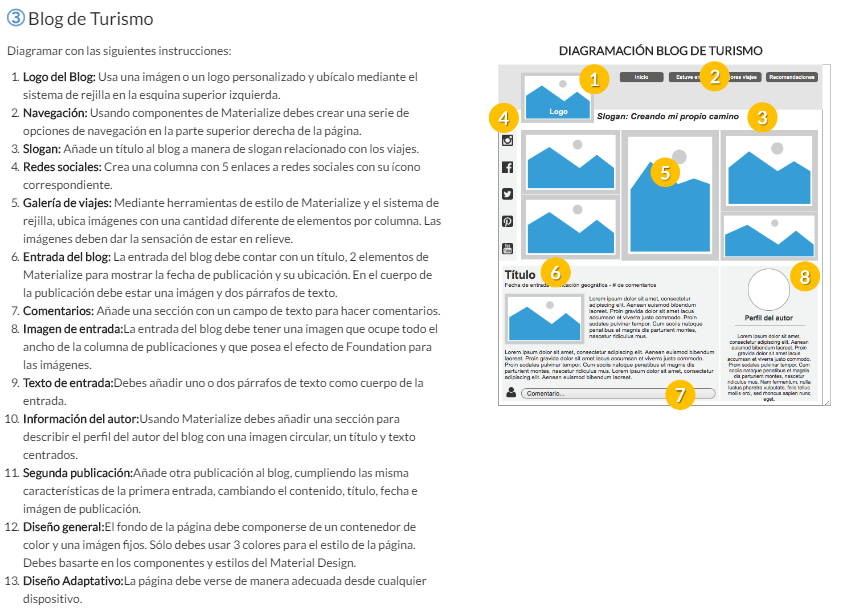 3 Blog de Turismo
Diagramar con las siguientes instrucciones:
1. Logo del Blog: Usa una imágen o un logo personalizado y ubícalo mediante el
sistema de rejilla en la esquina superior izquierda.
2. Navegación: Usando componentes de Materialize debes crear una serie de
opciones de navegación en la parte superior derecha de la página.
3. Slogan: Añade un título al blog a manera de slogan relacionado con los viajes.
4. Redes sociales: Crea una columna con 5 enlaces a redes sociales con su ícono
correspondiente.
5. Galería de viajes: Mediante herramientas de estilo de Materialize y el sistema de
rejilla, ubica imágenes con una cantidad diferente de elementos por columna. Las
imágenes deben dar la sensación de estar en relieve.
6. Entrada del blog: La entrada del blog debe contar con un título, 2 elementos de
Materialize para mostrar la fecha de publicación y su ubicación. En el cuerpo de
la publicación debe estar una imágen y dos párrafos de texto.
7. Comentarios: Añade una sección con un campo de texto para hacer comentarios.
8. Imagen de entrada:La entrada del blog debe tener una imagen que ocupe todo el
ancho de la columna de publicaciones y que posea el efecto de Foundation para
las imágenes.
9. Texto de entrada:Debes añadir uno o dos párrafos de texto como cuerpo de la
entrada.
10. Información del autor:Usando Materialize debes añadir una sección para
describir el perfil del autor del blog con una imagen circular, un título y texto
centrados.
11. Segunda publicación:Añade otra publicación al blog, cumpliendo las misma
características de la primera entrada, cambiando el contenido, título, fecha e
imágen de publicación.
12. Diseño general:El fondo de la página debe componerse de un contenedor de
color y una imágen fijos. Sólo debes usar 3 colores para el estilo de la página.
Debes basarte en los componentes y estilos del Material Design.
13. Diseño Adaptativo:La página debe verse de manera adecuada desde cualquier
dispositivo.
DIAGRAMACIÓN BLOG DE TURISMO
1
Inicio
Estuve en
2
ores viajes
Recomendaciones
Logo
4
Slogan: Creando mi propio camino
3
5
Título
6
Fecha de entrada
cación geográfica - # de comentarios
Lorem ipsum dolor sit amet, consectetur
adipiscing elit. Aenean euismod bibendum
laoreet. Proin gravida dolor sit amet lacus
accumsan et viverra justo commodo. Proin
sodales pulvinar tempor. Cum sociis natoque
penatibus et magnis dis parturient montes,
nascetur ridiculus mus.
Lorem ipsum dolor sit amet, consectetur adipiscing elit. Aenean euismod bibendum
laoreet. Proin gravida dolor sit amet lacus accumsan et viverra justo commodo.
Proin sodales pulvinar tempor. Cum sociis natoque penatibus et magnis dis
parturient montes, nascetur ridiculus mus. Lorem ipsum dolor sit amet, consectetur
adipiscing elit. Aenean euismod bibendum laoreet.
Comentario...
7
8
Perfil del autor
Lorem ipsum dolor sit amet,
consectetur adipiscing elit. Aenean
euismod bibendum laoreet. Proin
gravida dolor sit amet lacus
accumsan et viverra justo commodo.
Proin sodales pulvinar tempor. Cum
sociis natoque penatibus et magnis
dis parturient montes, nascetur
ridiculus mus. Nam fermentum, nulla
luctus pharetra vulputate, felis tellus
mollis orci, sed rhoncus sapien nunc
eget.